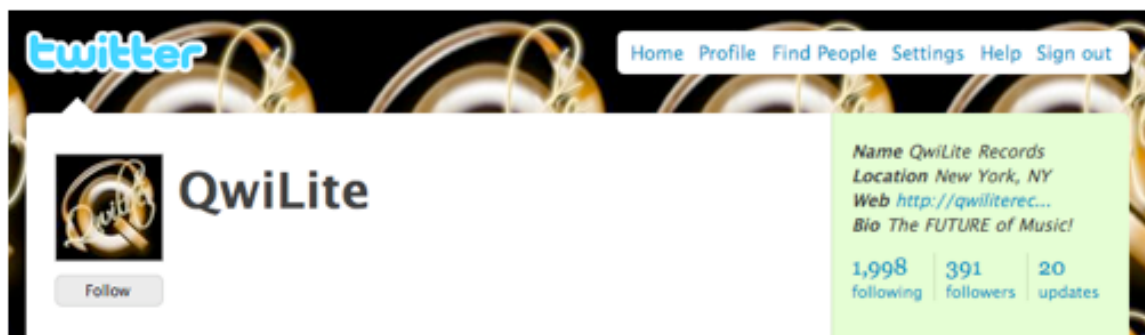 twitter
Home Profile Find People Settings Help Sign out
QwiLite
QwiLite
Follow
Name QwiLite Records
Location New York, NY
Web http://qwiliterec...
Bio The FUTURE of Music!
1,998 391 20
following followers updates